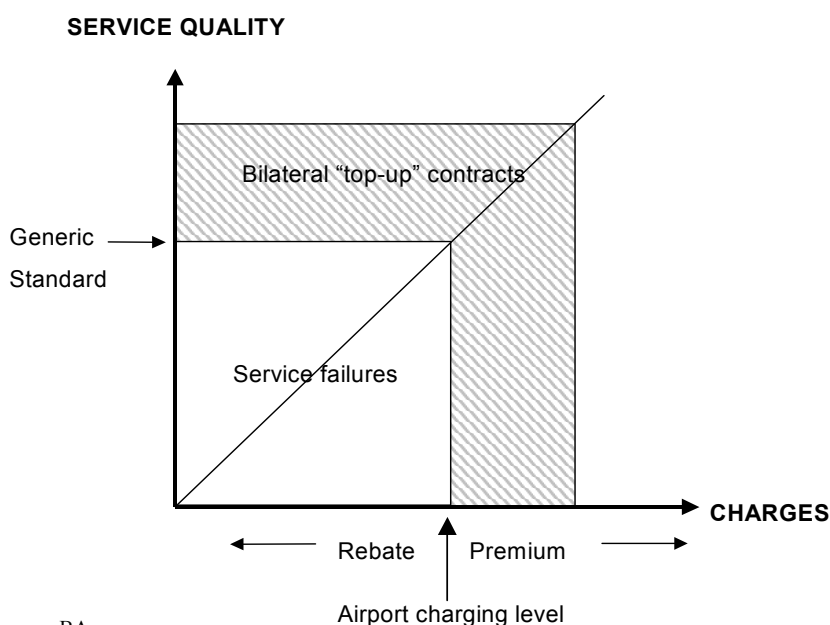 SERVICE QUALITY
Bilateral “top-up” contracts
Generic
Standard
Service failures
CHARGES
Rebate
Premium
Airport charging level